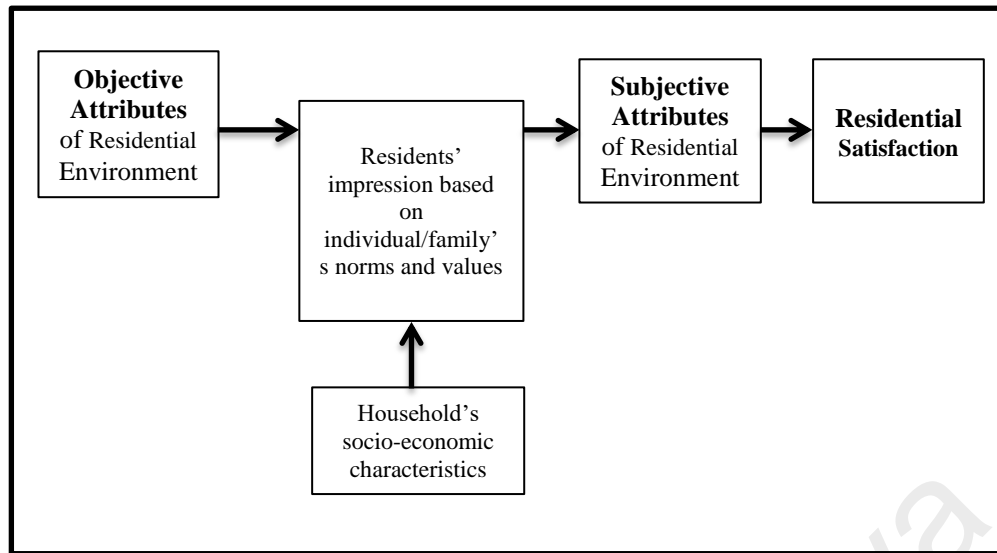 Objective
Attributes
of Residential
Environment
Residents’
impression based
on
individual/family’
s norms and values
Subjective
Attributes
of Residential
Environment
Residential
Satisfaction
Household’s
socio-economic
characteristics